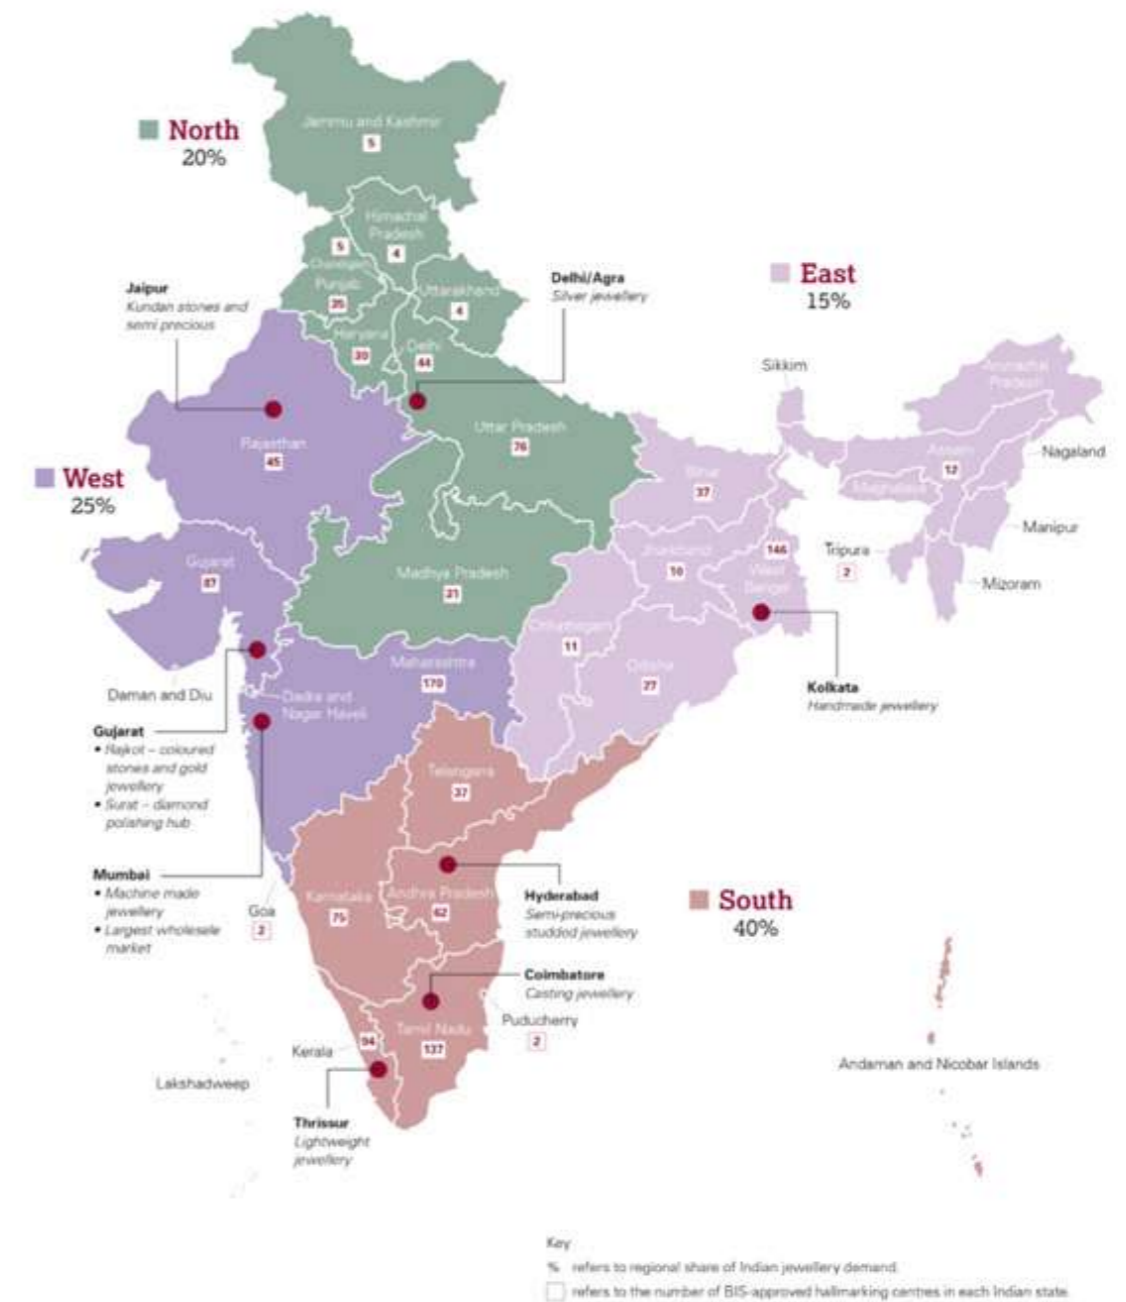 North
20%
Jammu and Kashmir
5
Himachal
Pradesh
4
5
Chandigarh
Punjab
35
Uttarakhand
4
Haryana
30
Delhi
44
Jaipur
Kundan stones and
semi precious
Delhi/Agra
Silver jewellery
East
15%
Sikkim
Arunachal
Pradesh
Assam
12
Nagaland
Meghalaya
Manipur
Tripura
2
Mizoram
Rajasthan
45
Uttar Pradesh
76
West
25%
Bihar
37
Gujarat
87
Madhya Pradesh
21
Jharkhand
10
146
West
Bengal
Chhattisgarh
11
Odisha
27
Kolkata
Handmade jewellery
Maharashtra
170
Daman and Diu
Dadra and
Nagar Haveli
Gujarat
• Rajkot – coloured
stones and gold
jewellery
• Surat – diamond
polishing hub
Telangana
37
Mumbai
• Machine made
jewellery
• Largest wholesale
market
Goa
2
Karnataka
75
Andhra Pradesh
62
Hyderabad
Semi-precious
studded jewellery
South
40%
Coimbatore
Casting jewellery
Puducherry
2
Tamil Nadu
137
Kerala
94
Lakshadweep
Andaman and Nicobar Islands
Thrissur
Lightweight
jewellery
Key
% refers to regional share of Indian jewellery demand.
refers to the number of BIS-approved hallmarking centres in each Indian state.